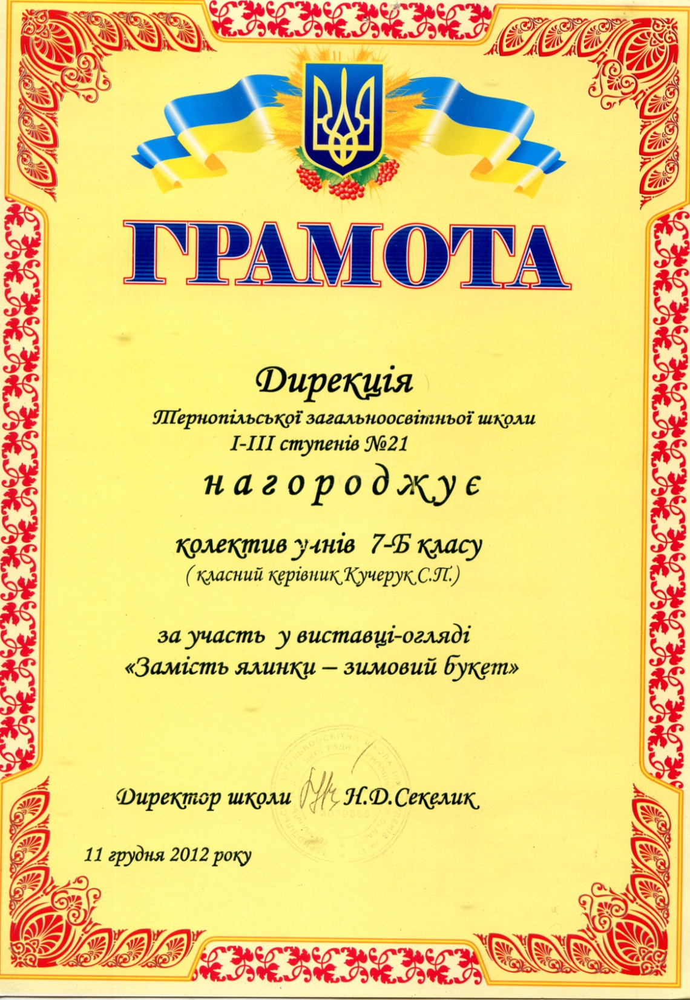 ГРАМОТА
Дирекція
Тернопільської загальноосвітньої школи
І-ІІІ ступенів №21
нагороджує
колектив учнів 7-Б класу
( класний керівник Кучерук С.П.)
за участь у виставці-огляді
«Замість ялинки – зимовий букет»
Директор школи Н.Д.Секелик
11 грудня 2012 року